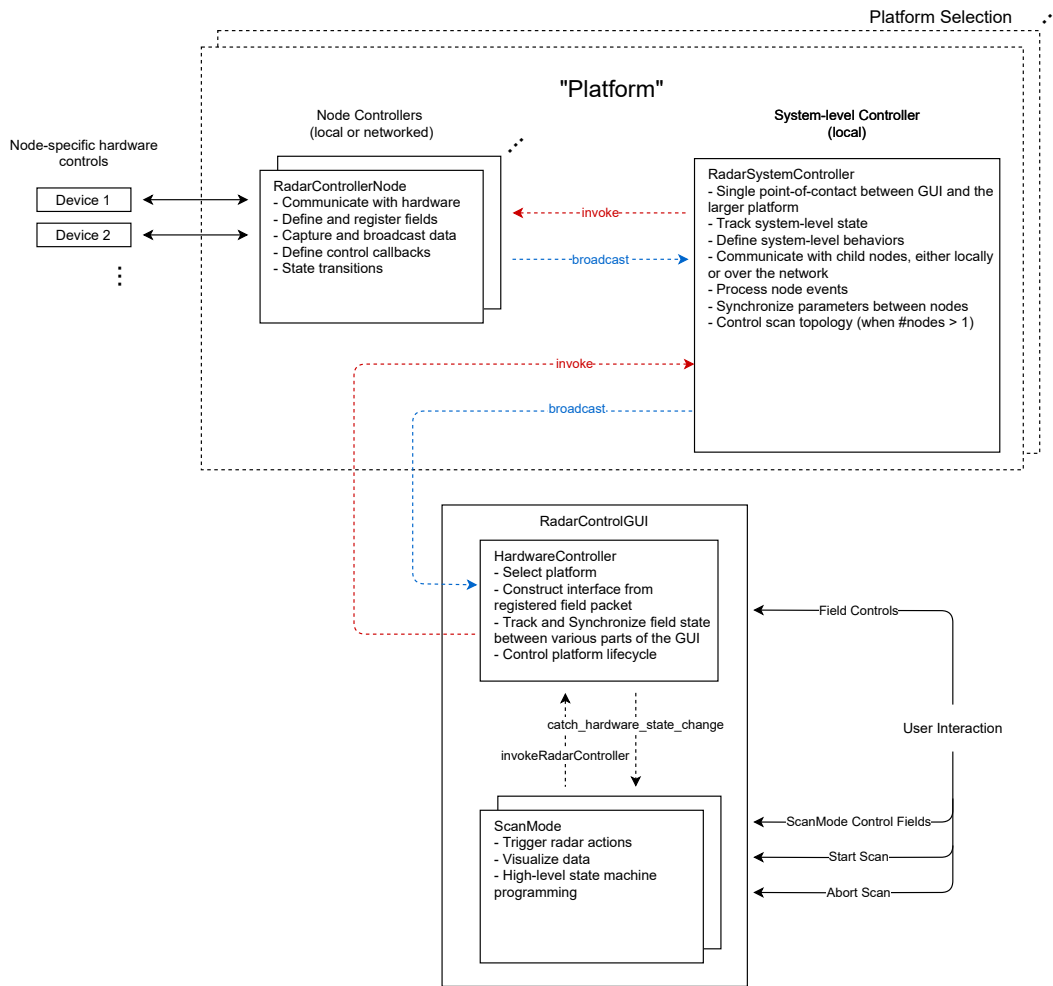 Platform Selection
"Platform"
Node Controllers
(local or networked)
System-level Controller
(local)
Node-specific hardware
controls
Device 1
Device 2
RadarControllerNode
- Communicate with hardware
- Define and register fields
- Capture and broadcast data
- Define control callbacks
- State transitions
invoke
broadcast
RadarSystemController
- Single point-of-contact between GUI and the
larger platform
- Track system-level state
- Define system-level behaviors
- Communicate with child nodes, either locally
or over the network
- Process node events
- Synchronize parameters between nodes
- Control scan topology (when #nodes > 1)
invoke
broadcast
RadarControlGUI
HardwareController
- Select platform
- Construct interface from
registered field packet
- Track and Synchronize field state
between various parts of the GUI
- Control platform lifecycle
catch_hardware_state_change
invokeRadarController
ScanMode
- Trigger radar actions
- Visualize data
- High-level state machine
programming
Field Controls
User Interaction
ScanMode Control Fields
Start Scan
Abort Scan